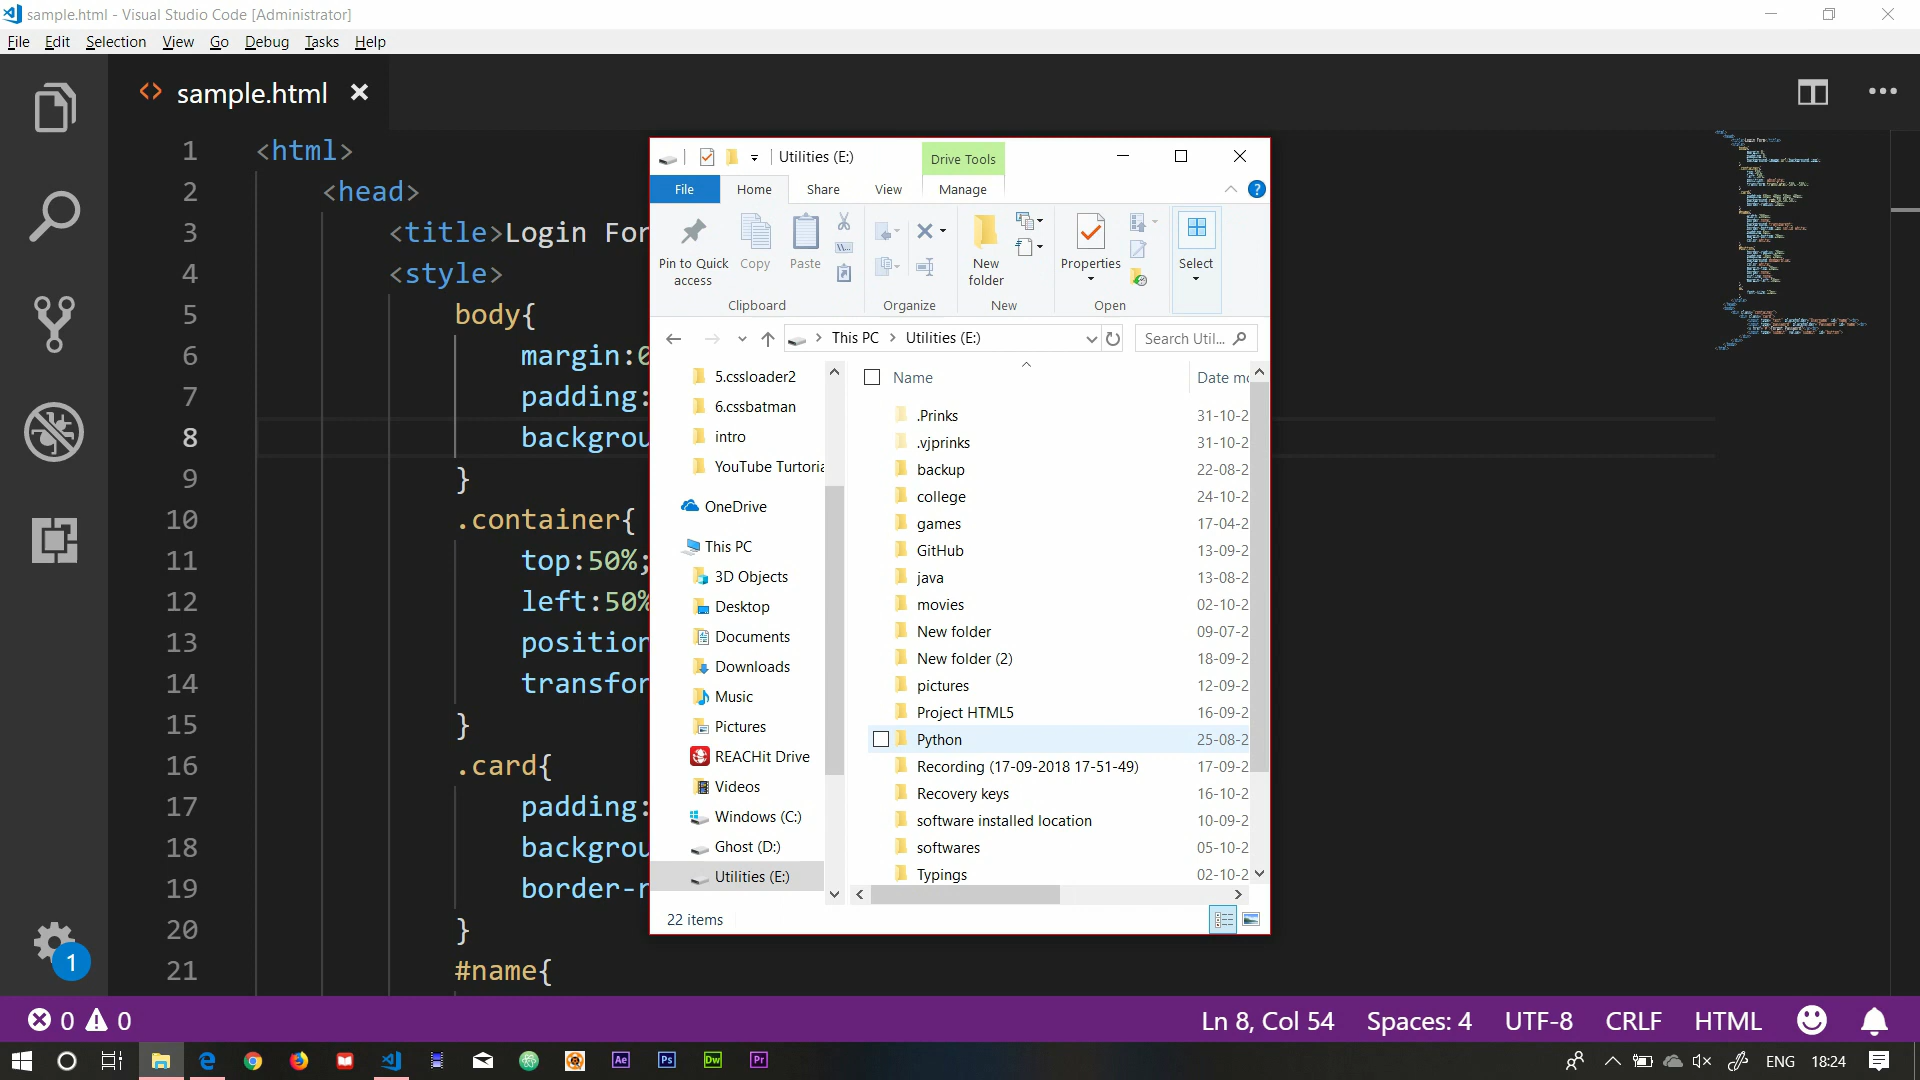 sample.html - Visual Studio Code [Administrator]
File Edit Selection View Go Debug Tasks Help
sample.html
1 <html>
2 <head>
3 <title>Login For
4 <style>
5 body{
6 margin:0
7 padding:
8 backgrou
9 }
10 .container{
11 top:50%;
12 left:50%
13 position
14 transfor
15 }
16 .card{
17 padding:
18 backgrou
19 border-r
20 }
21 #name{
Utilities (E:)
Drive Tools
File Home Share View Manage
Pin to Quick access
Copy
Paste
New folder
Properties
Select
Clipboard Organize New Open
This PC > Utilities (E:)
Search Util...
5.cssloader2
6.cssbatman
intro
YouTube Turtoria
OneDrive
This PC
3D Objects
Desktop
Documents
Downloads
Music
Pictures
REACHit Drive
Videos
Windows (C:)
Ghost (D:)
Utilities (E:)
Name Date mo
.Prinks 31-10-2
.vjprinks 31-10-2
backup 22-08-2
college 24-10-2
games 17-04-2
GitHub 13-09-2
java 13-08-2
movies 02-10-2
New folder 09-07-2
New folder (2) 18-09-2
pictures 12-09-2
Project HTML5 16-09-2
Python 25-08-2
Recording (17-09-2018 17-51-49) 17-09-2
Recovery keys 16-10-2
software installed location 10-09-2
softwares 05-10-2
Typings 02-10-2
22 items
1
0 0
Ln 8, Col 54 Spaces: 4 UTF-8 CRLF HTML
Ae Ps Dw Pr
ENG 18:24